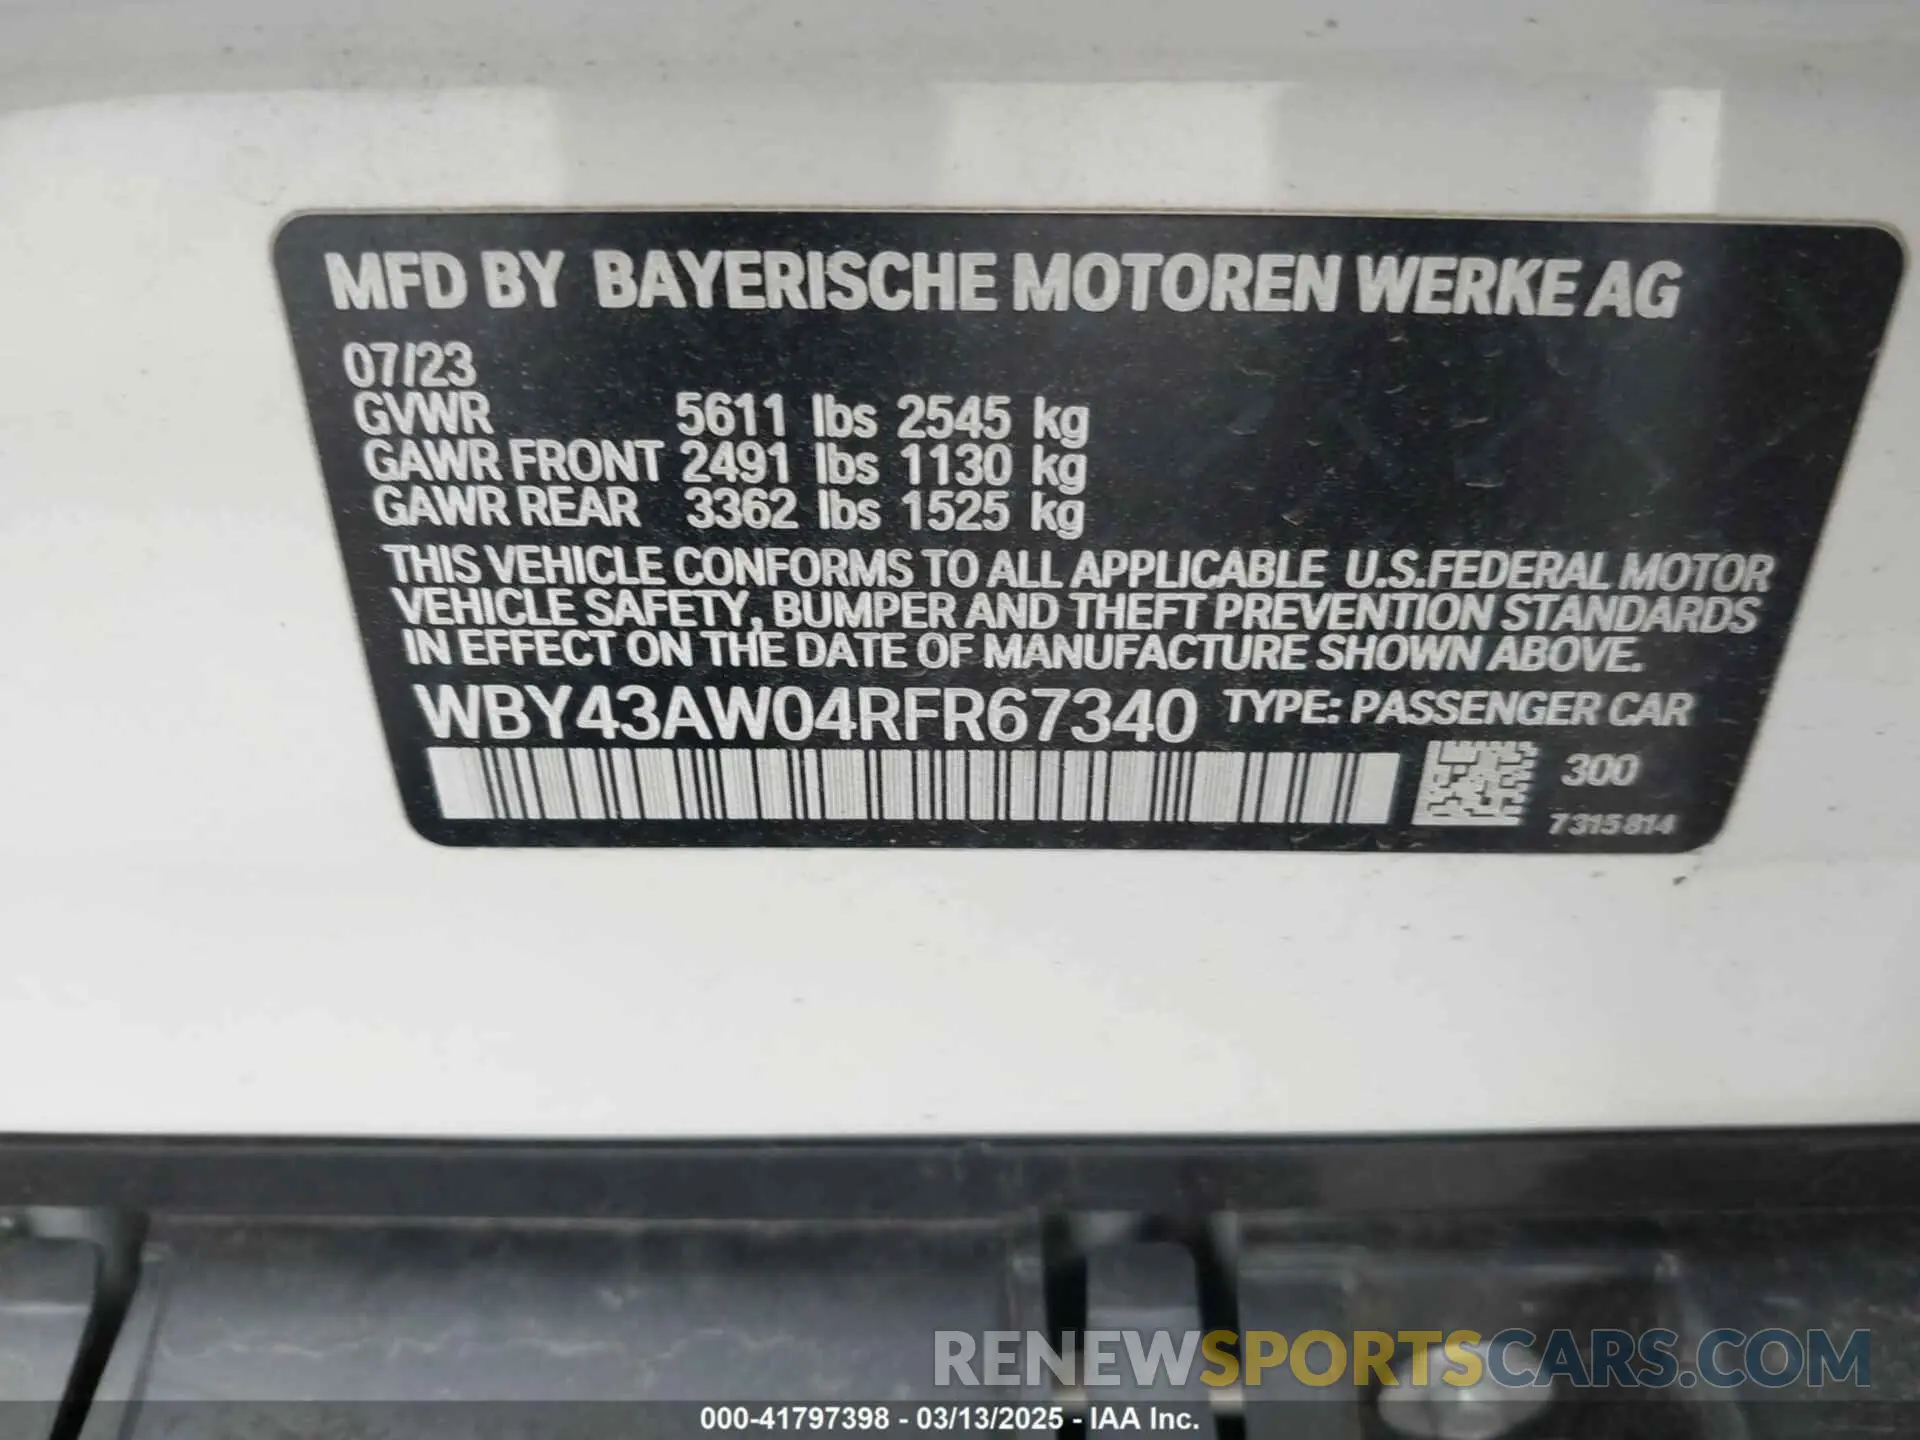 MFD BY BAYERISCHE MOTOREN WERKE AG
07/23
GVWR 5611 lbs 2545 kg
GAWR FRONT 2491 lbs 1130 kg
GAWR REAR 3362 lbs 1525 kg
THIS VEHICLE CONFORMS TO ALL APPLICABLE U.S.FEDERAL MOTOR
VEHICLE SAFETY, BUMPER AND THEFT PREVENTION STANDARDS
IN EFFECT ON THE DATE OF MANUFACTURE SHOWN ABOVE.
WBY43AW04RFR67340 TYPE: PASSENGER CAR
300
7315814
RENEWSPORTSCARS.COM
000-41797398 - 03/13/2025 - IAA Inc.